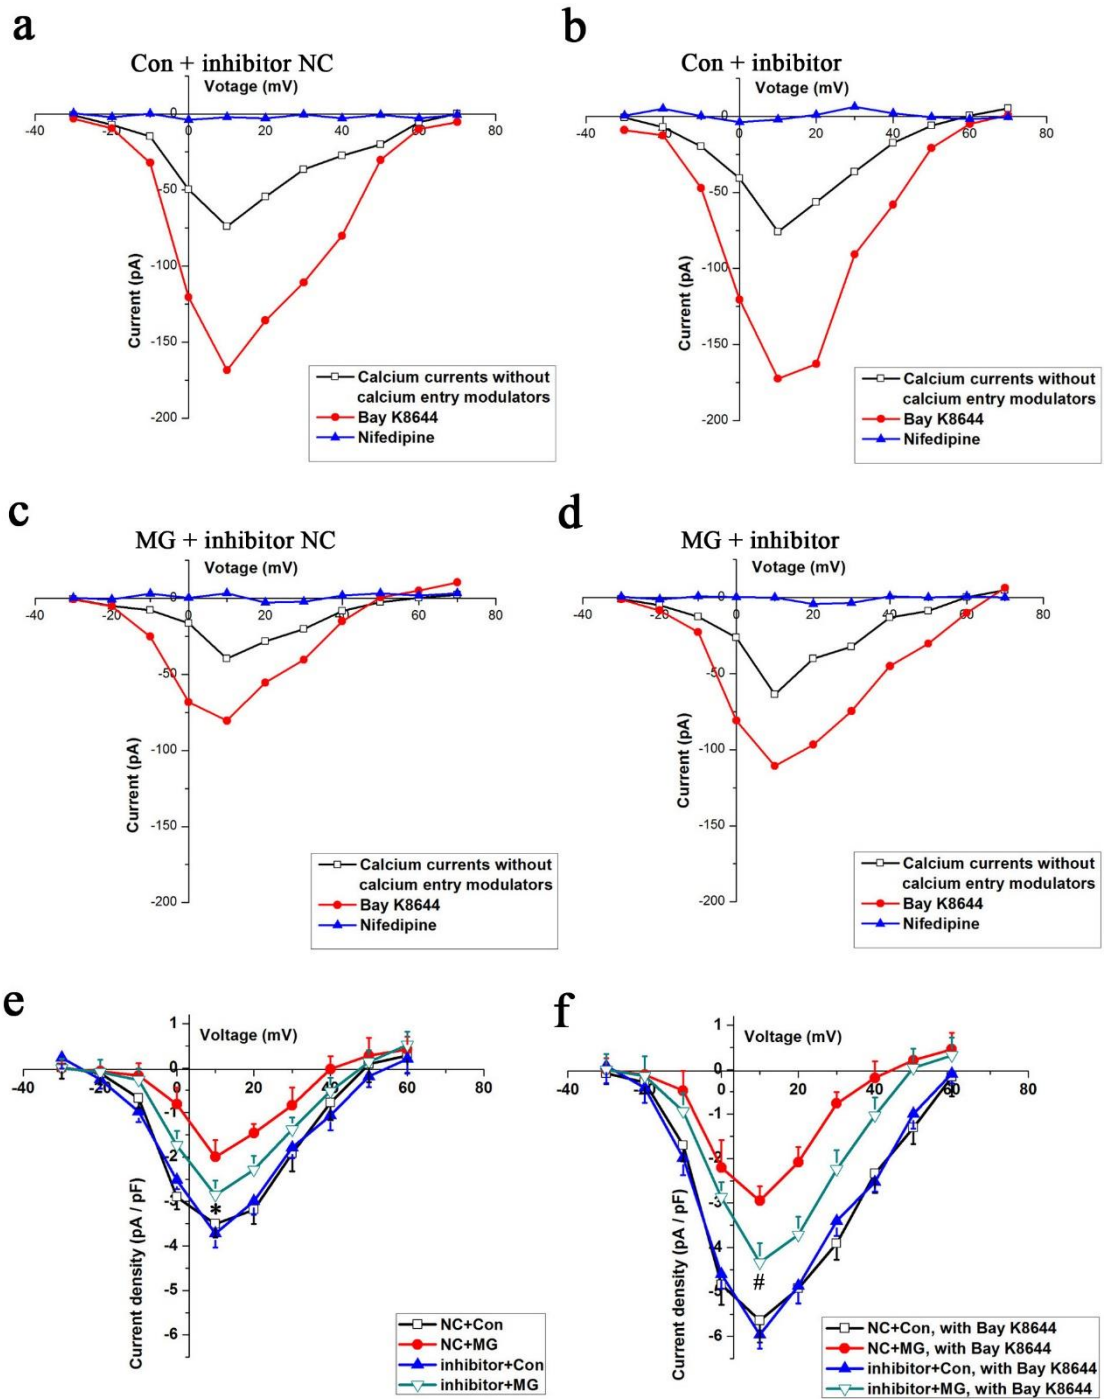 a
Con + inhibitor NC
Votage (mV)
-40 -20 0 20 40 60 80
-50
-100
-150
-200
Current (pA)
Calcium currents without
calcium entry modulators
Bay K8644
Nifedipine
b
Con + inbibitor
Votage (mV)
-40 -20 0 20 40 60 80
-50
-100
-150
-200
Current (pA)
Calcium currents without
calcium entry modulators
Bay K8644
Nifedipine
c
MG + inhibitor NC
Votage (mV)
-40 -20 0 20 40 60 80
-50
-100
-150
-200
Current (pA)
Calcium currents without
calcium entry modulators
Bay K8644
Nifedipine
d
MG + inhibitor
Votage (mV)
-40 -20 0 20 40 60 80
-50
-100
-150
-200
Current (pA)
Calcium currents without
calcium entry modulators
Bay K8644
Nifedipine
e
Voltage (mV)
1
0
-40 -20 0 20 40 60 80
-1
-2
-3
-4
-5
-6
*
Current density (pA / pF)
NC+Con
NC+MG
inhibitor+Con
inhibitor+MG
f
Voltage (mV)
1
0
-40 -20 0 20 40 60 80
-1
-2
-3
-4
-5
-6
#
Current density (pA / pF)
NC+Con, with Bay K8644
NC+MG, with Bay K8644
inhibitor+Con, with Bay K8644
inhibitor+MG, with Bay K8644